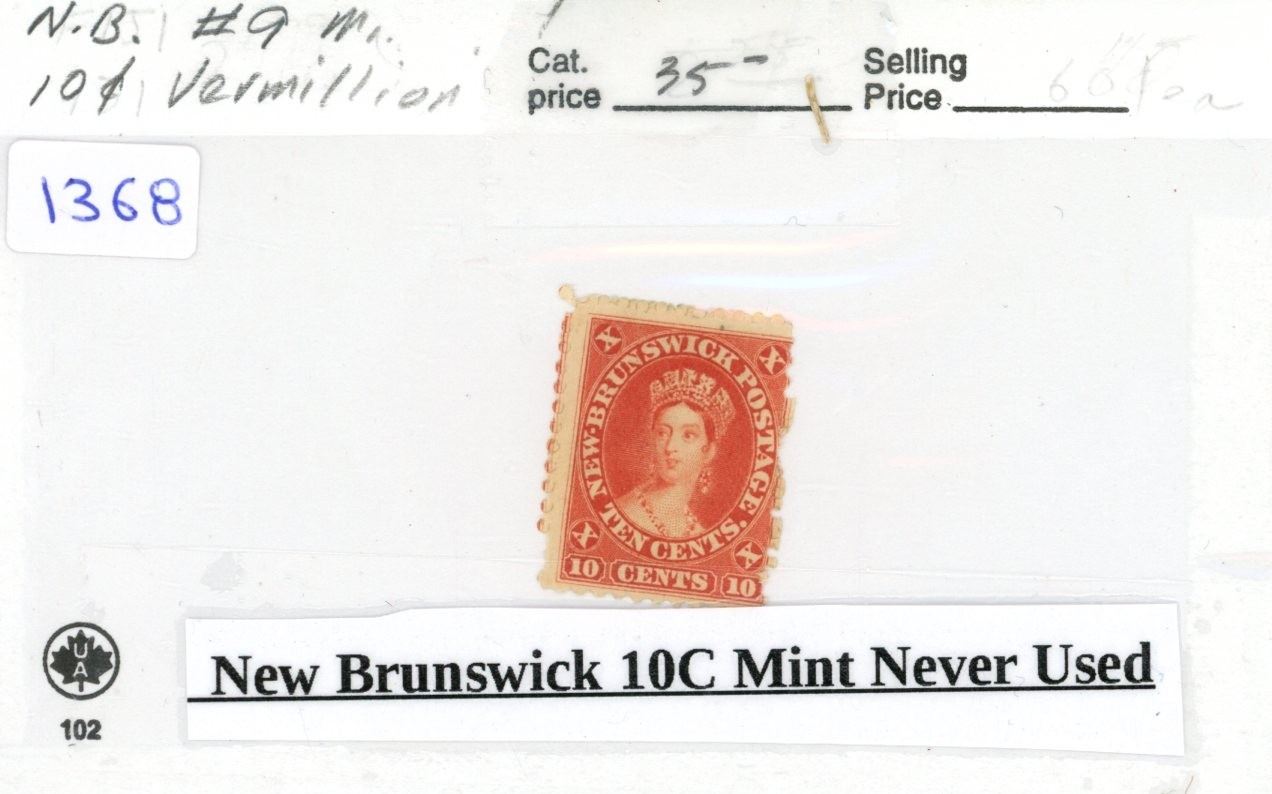 N.B. #9 M.
10¢ Vermillion
Cat. price 35-
Selling Price
1368
X X
NEW·BRUNSWICK POSTAGE.
TEN CENTS.
X X
10 CENTS 10
UAT
102
New Brunswick 10C Mint Never Used